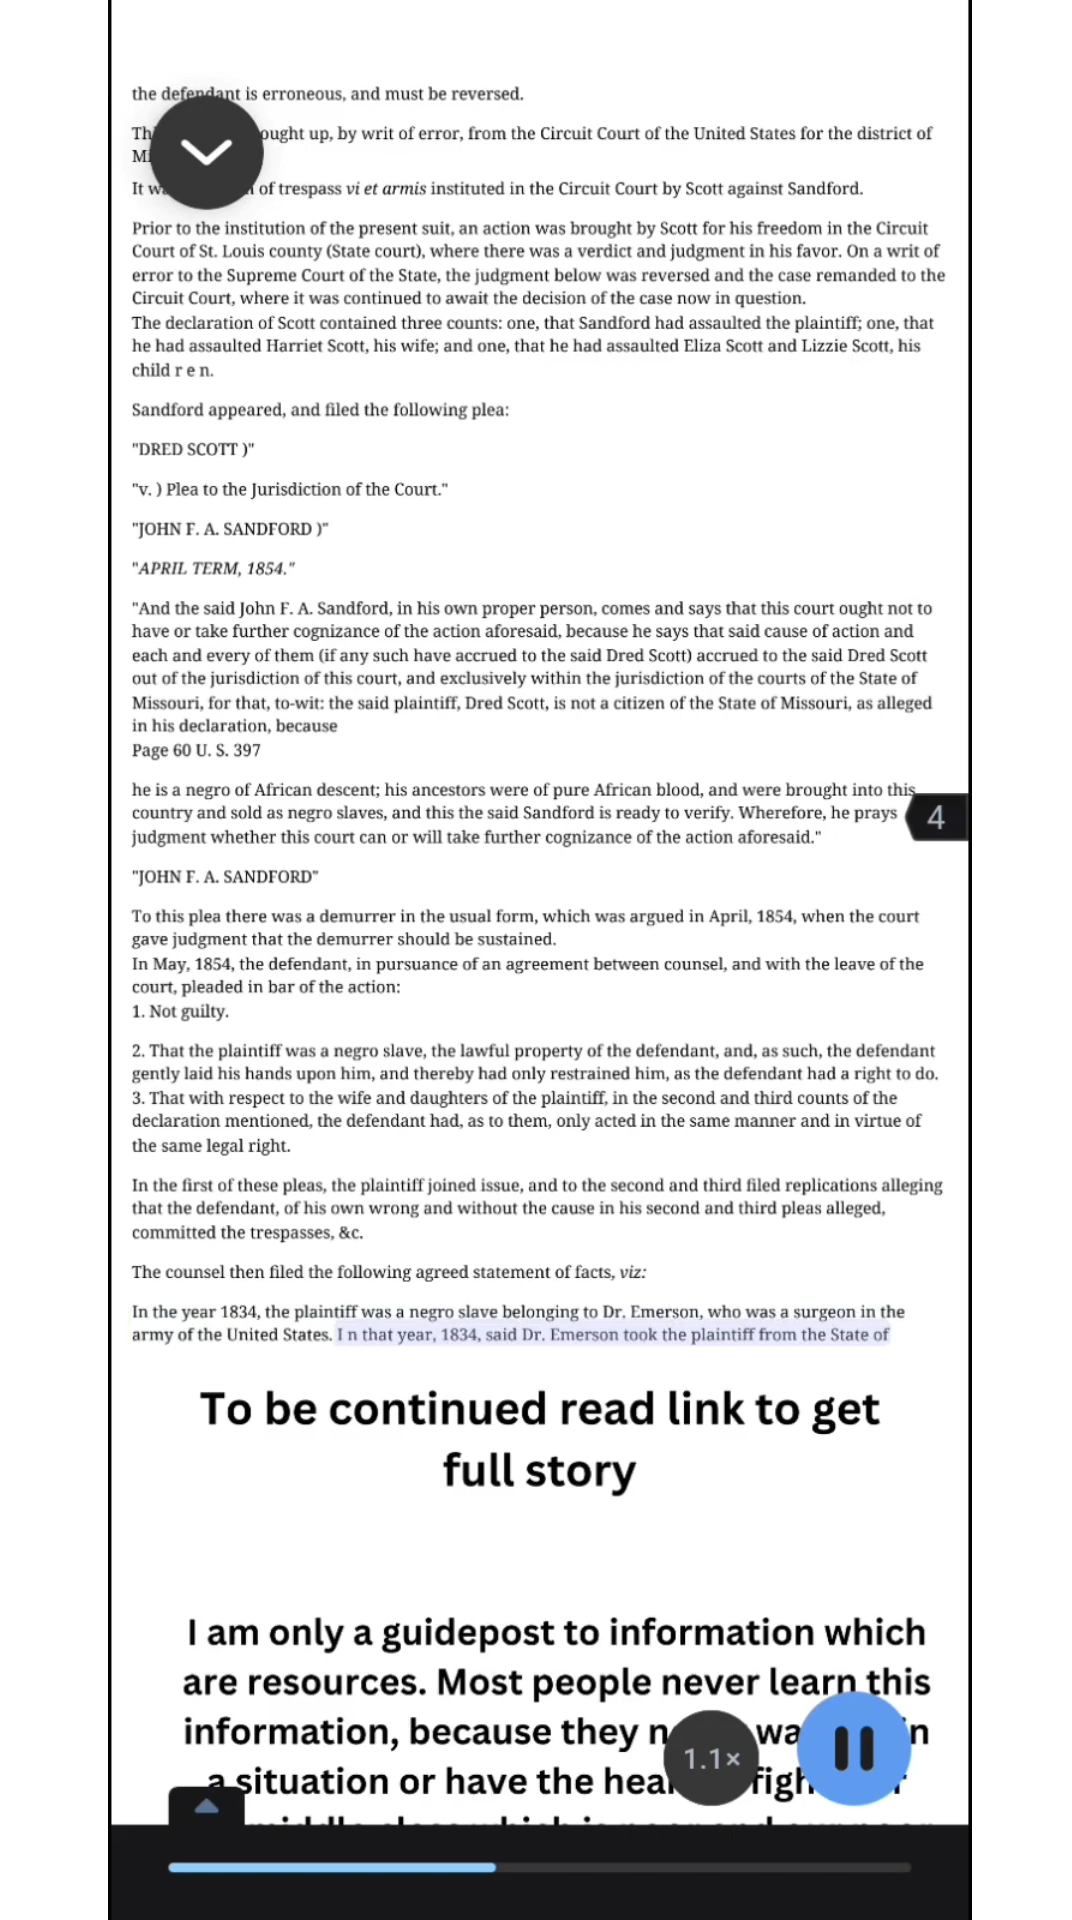 the defendant is erroneous, and must be reversed.
ought up, by writ of error, from the Circuit Court of the United States for the district of
of trespass vi et armis instituted in the Circuit Court by Scott against Sandford.
Prior to the institution of the present suit, an action was brought by Scott for his freedom in the Circuit
Court of St. Louis county (State court), where there was a verdict and judgment in his favor. On a writ of
error to the Supreme Court of the State, the judgment below was reversed and the case remanded to the
Circuit Court, where it was continued to await the decision of the case now in question.
The declaration of Scott contained three counts: one, that Sandford had assaulted the plaintiff; one, that
he had assaulted Harriet Scott, his wife; and one, that he had assaulted Eliza Scott and Lizzie Scott, his
child r e n.
Sandford appeared, and filed the following plea:
"DRED SCOTT )"
"v. ) Plea to the Jurisdiction of the Court."
"JOHN F. A. SANDFORD )"
"APRIL TERM, 1854."
"And the said John F. A. Sandford, in his own proper person, comes and says that this court ought not to
have or take further cognizance of the action aforesaid, because he says that said cause of action and
each and every of them (if any such have accrued to the said Dred Scott) accrued to the said Dred Scott
out of the jurisdiction of this court, and exclusively within the jurisdiction of the courts of the State of
Missouri, for that, to-wit: the said plaintiff, Dred Scott, is not a citizen of the State of Missouri, as alleged
in his declaration, because
Page 60 U. S. 397
he is a negro of African descent; his ancestors were of pure African blood, and were brought into this
country and sold as negro slaves, and this the said Sandford is ready to verify. Wherefore, he prays
4
judgment whether this court can or will take further cognizance of the action aforesaid."
"JOHN F. A. SANDFORD"
To this plea there was a demurrer in the usual form, which was argued in April, 1854, when the court
gave judgment that the demurrer should be sustained.
In May, 1854, the defendant, in pursuance of an agreement between counsel, and with the leave of the
court, pleaded in bar of the action:
1. Not guilty.
2. That the plaintiff was a negro slave, the lawful property of the defendant, and, as such, the defendant
gently laid his hands upon him, and thereby had only restrained him, as the defendant had a right to do.
3. That with respect to the wife and daughters of the plaintiff, in the second and third counts of the
declaration mentioned, the defendant had, as to them, only acted in the same manner and in virtue of
the same legal right.
In the first of these pleas, the plaintiff joined issue, and to the second and third filed replications alleging
that the defendant, of his own wrong and without the cause in his second and third pleas alleged,
committed the trespasses, &c.
The counsel then filed the following agreed statement of facts, viz:
In the year 1834, the plaintiff was a negro slave belonging to Dr. Emerson, who was a surgeon in the
army of the United States. I n that year, 1834, said Dr. Emerson took the plaintiff from the State of
To be continued read link to get
full story
I am only a guidepost to information which
are resources. Most people never learn this
information, because they
1.1×
a situation or have the